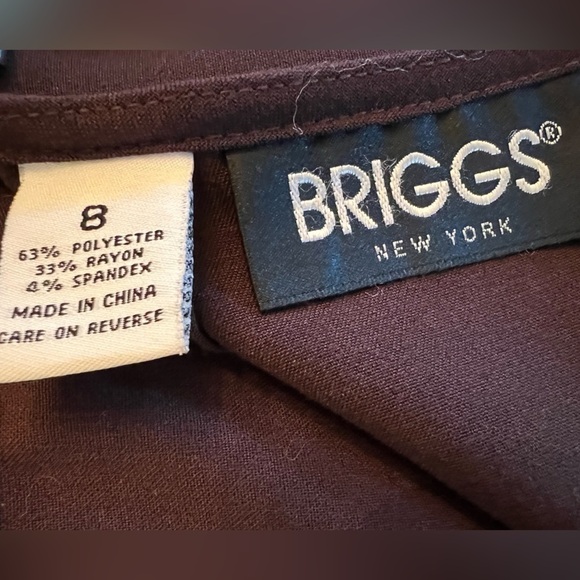 8
63% POLYESTER
33% RAYON
4% SPANDEX
MADE IN CHINA
CARE ON REVERSE
BRIGGS®
NEW YORK